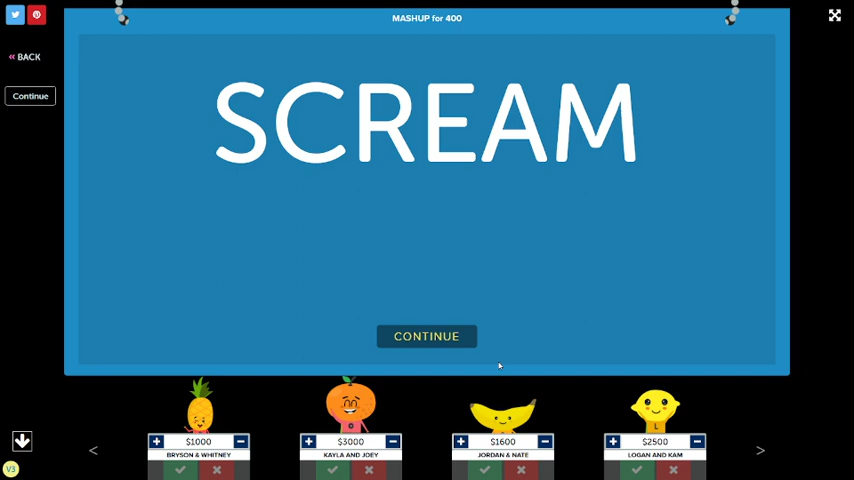 MASHUP for 400
« BACK
Continue
SCREAM
CONTINUE
$1000
$3000
$1600
$2500
BRYSON & WHITNEY
KAYLA AND JOEY
JORDAN & NATE
LOGAN AND KAM
V3